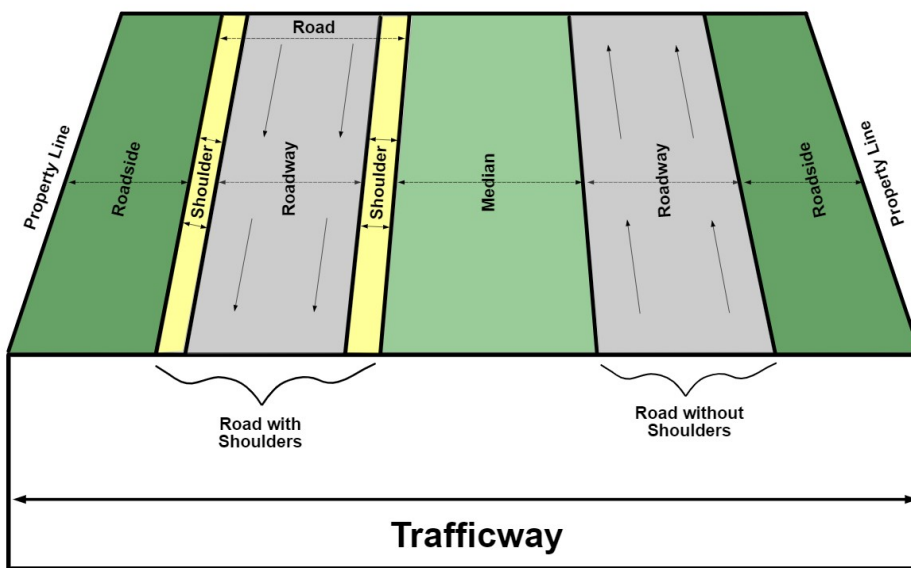 Road
Property Line
Roadside
Shoulder
Roadway
Shoulder
Median
Roadway
Roadside
Property Line
Road with
Shoulders
Road without
Shoulders
Trafficway